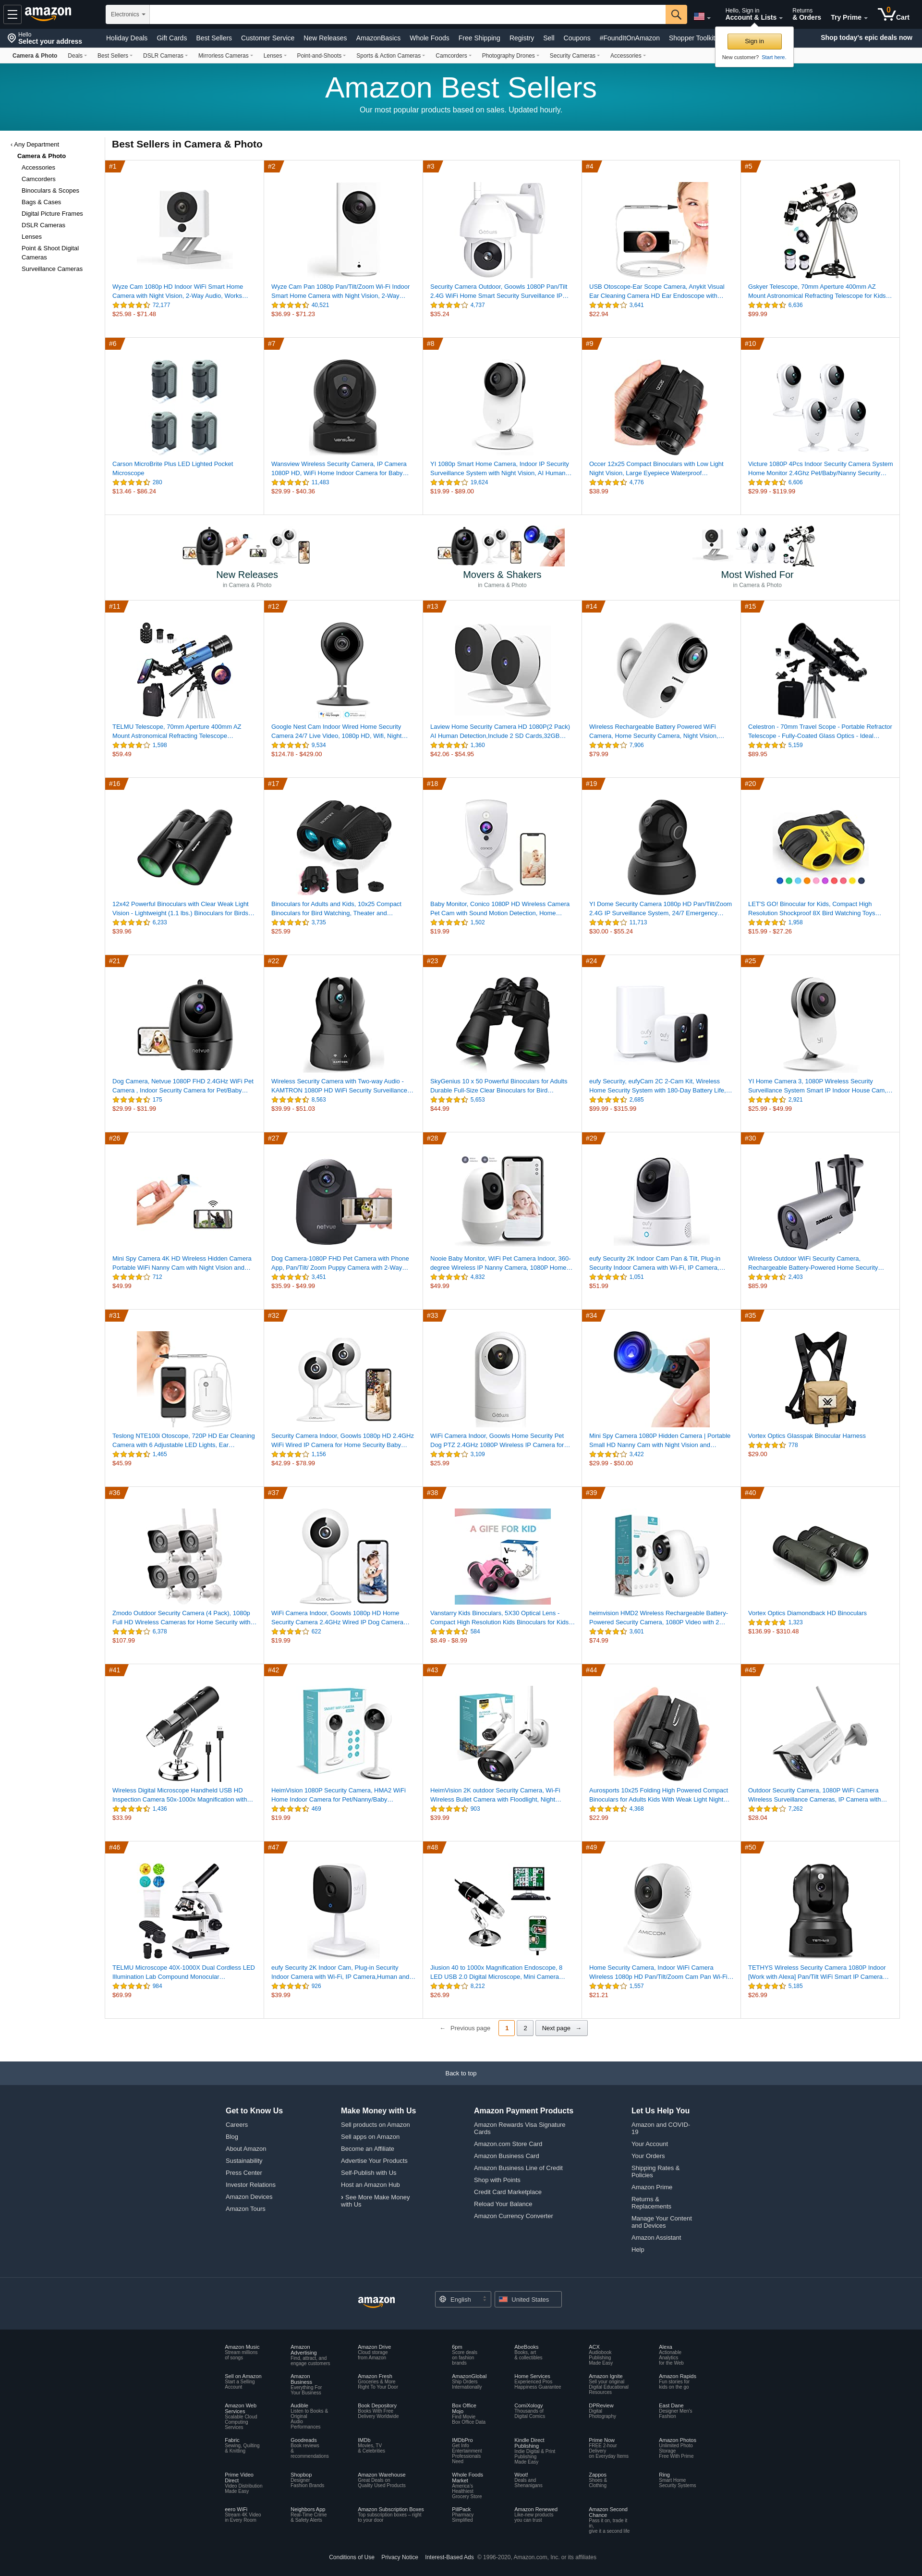 amazon
Electronics
Hello, Sign in
Account & Lists
Returns
& Orders
Try Prime
0
Cart
Hello
Select your address
Holiday Deals Gift Cards Best Sellers Customer Service New Releases AmazonBasics Whole Foods Free Shipping Registry Sell Coupons #FoundItOnAmazon Shopper Toolkit
Shop today's epic deals now
Sign in
New customer? Start here.
Camera & Photo Deals Best Sellers DSLR Cameras Mirrorless Cameras Lenses Point-and-Shoots Sports & Action Cameras Camcorders Photography Drones Security Cameras Accessories
Amazon Best Sellers
Our most popular products based on sales. Updated hourly.
‹ Any Department
Camera & Photo
Accessories
Camcorders
Binoculars & Scopes
Bags & Cases
Digital Picture Frames
DSLR Cameras
Lenses
Point & Shoot Digital
Cameras
Surveillance Cameras
Best Sellers in Camera & Photo
#1
Wyze Cam 1080p HD Indoor WiFi Smart Home
Camera with Night Vision, 2-Way Audio, Works…
72,177
$25.98 - $71.48
#2
Wyze Cam Pan 1080p Pan/Tilt/Zoom Wi-Fi Indoor
Smart Home Camera with Night Vision, 2-Way…
40,521
$36.99 - $71.23
#3
Security Camera Outdoor, Goowls 1080P Pan/Tilt
2.4G WiFi Home Smart Security Surveillance IP…
4,737
$35.24
#4
USB Otoscope-Ear Scope Camera, Anykit Visual
Ear Cleaning Camera HD Ear Endoscope with…
3,641
$22.94
#5
Gskyer Telescope, 70mm Aperture 400mm AZ
Mount Astronomical Refracting Telescope for Kids…
6,636
$99.99
#6
Carson MicroBrite Plus LED Lighted Pocket
Microscope
280
$13.46 - $86.24
#7
Wansview Wireless Security Camera, IP Camera
1080P HD, WiFi Home Indoor Camera for Baby…
11,483
$29.99 - $40.36
#8
YI 1080p Smart Home Camera, Indoor IP Security
Surveillance System with Night Vision, AI Human…
19,624
$19.99 - $89.00
#9
Occer 12x25 Compact Binoculars with Low Light
Night Vision, Large Eyepiece Waterproof…
4,776
$38.99
#10
Victure 1080P 4Pcs Indoor Security Camera System
Home Monitor 2.4Ghz Pet/Baby/Nanny Security…
6,606
$29.99 - $119.99
New Releases
in Camera & Photo
Movers & Shakers
in Camera & Photo
Most Wished For
in Camera & Photo
#11
TELMU Telescope, 70mm Aperture 400mm AZ
Mount Astronomical Refracting Telescope…
1,598
$59.49
#12
Google Nest Cam Indoor Wired Home Security
Camera 24/7 Live Video, 1080p HD, Wifi, Night…
9,534
$124.78 - $429.00
#13
Laview Home Security Camera HD 1080P(2 Pack)
AI Human Detection,Include 2 SD Cards,32GB…
1,360
$42.06 - $54.95
#14
Wireless Rechargeable Battery Powered WiFi
Camera, Home Security Camera, Night Vision,…
7,906
$79.99
#15
Celestron - 70mm Travel Scope - Portable Refractor
Telescope - Fully-Coated Glass Optics - Ideal…
5,159
$89.95
#16
12x42 Powerful Binoculars with Clear Weak Light
Vision - Lightweight (1.1 lbs.) Binoculars for Birds…
6,233
$39.96
#17
Binoculars for Adults and Kids, 10x25 Compact
Binoculars for Bird Watching, Theater and…
3,735
$25.99
#18
Baby Monitor, Conico 1080P HD Wireless Camera
Pet Cam with Sound Motion Detection, Home…
1,502
$19.99
#19
YI Dome Security Camera 1080p HD Pan/Tilt/Zoom
2.4G IP Surveillance System, 24/7 Emergency…
11,713
$30.00 - $55.24
#20
LET'S GO! Binocular for Kids, Compact High
Resolution Shockproof 8X Bird Watching Toys…
1,958
$15.99 - $27.26
#21
Dog Camera, Netvue 1080P FHD 2.4GHz WiFi Pet
Camera , Indoor Security Camera for Pet/Baby…
175
$29.99 - $31.99
#22
Wireless Security Camera with Two-way Audio -
KAMTRON 1080P HD WiFi Security Surveillance…
8,563
$39.99 - $51.03
#23
SkyGenius 10 x 50 Powerful Binoculars for Adults
Durable Full-Size Clear Binoculars for Bird…
5,653
$44.99
#24
eufy Security, eufyCam 2C 2-Cam Kit, Wireless
Home Security System with 180-Day Battery Life,…
2,685
$99.99 - $315.99
#25
YI Home Camera 3, 1080P Wireless Security
Surveillance System Smart IP Indoor House Cam,…
2,921
$25.99 - $49.99
#26
Mini Spy Camera 4K HD Wireless Hidden Camera
Portable WiFi Nanny Cam with Night Vision and…
712
$49.99
#27
Dog Camera-1080P FHD Pet Camera with Phone
App, Pan/Tilt/ Zoom Puppy Camera with 2-Way…
3,451
$35.99 - $49.99
#28
Nooie Baby Monitor, WiFi Pet Camera Indoor, 360-
degree Wireless IP Nanny Camera, 1080P Home…
4,832
$49.99
#29
eufy Security 2K Indoor Cam Pan & Tilt, Plug-in
Security Indoor Camera with Wi-Fi, IP Camera,…
1,051
$51.99
#30
Wireless Outdoor WiFi Security Camera,
Rechargeable Battery-Powered Home Security…
2,403
$85.99
#31
Teslong NTE100i Otoscope, 720P HD Ear Cleaning
Camera with 6 Adjustable LED Lights, Ear…
1,465
$45.99
#32
Security Camera Indoor, Goowls 1080p HD 2.4GHz
WiFi Wired IP Camera for Home Security Baby…
1,156
$42.99 - $78.99
#33
WiFi Camera Indoor, Goowls Home Security Pet
Dog PTZ 2.4GHz 1080P Wireless IP Camera for…
3,109
$25.99
#34
Mini Spy Camera 1080P Hidden Camera | Portable
Small HD Nanny Cam with Night Vision and…
3,422
$29.99 - $50.00
#35
Vortex Optics Glasspak Binocular Harness
778
$29.00
#36
Zmodo Outdoor Security Camera (4 Pack), 1080p
Full HD Wireless Cameras for Home Security with…
6,378
$107.99
#37
WiFi Camera Indoor, Goowls 1080p HD Home
Security Camera 2.4GHz Wired IP Dog Camera…
622
$19.99
#38
A GIFE FOR KID
Vanstarry Kids Binoculars, 5X30 Optical Lens -
Compact High Resolution Kids Binoculars for Kids…
584
$8.49 - $8.99
#39
heimvision HMD2 Wireless Rechargeable Battery-
Powered Security Camera, 1080P Video with 2…
3,601
$74.99
#40
Vortex Optics Diamondback HD Binoculars
1,323
$136.99 - $310.48
#41
Wireless Digital Microscope Handheld USB HD
Inspection Camera 50x-1000x Magnification with…
1,436
$33.99
#42
HeimVision 1080P Security Camera, HMA2 WiFi
Home Indoor Camera for Pet/Nanny/Baby…
469
$19.99
#43
HeimVision 2K outdoor Security Camera, Wi-Fi
Wireless Bullet Camera with Floodlight, Night…
903
$39.99
#44
Aurosports 10x25 Folding High Powered Compact
Binoculars for Adults Kids With Weak Light Night…
4,368
$22.99
#45
Outdoor Security Camera, 1080P WiFi Camera
Wireless Surveillance Cameras, IP Camera with…
7,262
$28.04
#46
TELMU Microscope 40X-1000X Dual Cordless LED
Illumination Lab Compound Monocular…
984
$69.99
#47
eufy Security 2K Indoor Cam, Plug-in Security
Indoor Camera with Wi-Fi, IP Camera,Human and…
926
$39.99
#48
Jiusion 40 to 1000x Magnification Endoscope, 8
LED USB 2.0 Digital Microscope, Mini Camera…
8,212
$26.99
#49
Home Security Camera, Indoor WiFi Camera
Wireless 1080p HD Pan/Tilt/Zoom Cam Pan Wi-Fi…
1,557
$21.21
#50
TETHYS Wireless Security Camera 1080P Indoor
[Work with Alexa] Pan/Tilt WiFi Smart IP Camera…
5,185
$26.99
← Previous page 1 2 Next page →
Back to top
Get to Know Us
Careers
Blog
About Amazon
Sustainability
Press Center
Investor Relations
Amazon Devices
Amazon Tours
Make Money with Us
Sell products on Amazon
Sell apps on Amazon
Become an Affiliate
Advertise Your Products
Self-Publish with Us
Host an Amazon Hub
› See More Make Money
with Us
Amazon Payment Products
Amazon Rewards Visa Signature
Cards
Amazon.com Store Card
Amazon Business Card
Amazon Business Line of Credit
Shop with Points
Credit Card Marketplace
Reload Your Balance
Amazon Currency Converter
Let Us Help You
Amazon and COVID-
19
Your Account
Your Orders
Shipping Rates &
Policies
Amazon Prime
Returns &
Replacements
Manage Your Content
and Devices
Amazon Assistant
Help
amazon
English
United States
Amazon Music
Stream millions
of songs
Amazon
Advertising
Find, attract, and
engage customers
Amazon Drive
Cloud storage
from Amazon
6pm
Score deals
on fashion
brands
AbeBooks
Books, art
& collectibles
ACX
Audiobook
Publishing
Made Easy
Alexa
Actionable
Analytics
for the Web
Sell on Amazon
Start a Selling
Account
Amazon
Business
Everything For
Your Business
Amazon Fresh
Groceries & More
Right To Your Door
AmazonGlobal
Ship Orders
Internationally
Home Services
Experienced Pros
Happiness Guarantee
Amazon Ignite
Sell your original
Digital Educational
Resources
Amazon Rapids
Fun stories for
kids on the go
Amazon Web
Services
Scalable Cloud
Computing
Services
Audible
Listen to Books &
Original
Audio
Performances
Book Depository
Books With Free
Delivery Worldwide
Box Office
Mojo
Find Movie
Box Office Data
ComiXology
Thousands of
Digital Comics
DPReview
Digital
Photography
East Dane
Designer Men's
Fashion
Fabric
Sewing, Quilting
& Knitting
Goodreads
Book reviews
&
recommendations
IMDb
Movies, TV
& Celebrities
IMDbPro
Get Info
Entertainment
Professionals
Need
Kindle Direct
Publishing
Indie Digital & Print
Publishing
Made Easy
Prime Now
FREE 2-hour
Delivery
on Everyday Items
Amazon Photos
Unlimited Photo
Storage
Free With Prime
Prime Video
Direct
Video Distribution
Made Easy
Shopbop
Designer
Fashion Brands
Amazon Warehouse
Great Deals on
Quality Used Products
Whole Foods
Market
America's
Healthiest
Grocery Store
Woot!
Deals and
Shenanigans
Zappos
Shoes &
Clothing
Ring
Smart Home
Security Systems
eero WiFi
Stream 4K Video
in Every Room
Neighbors App
Real-Time Crime
& Safety Alerts
Amazon Subscription Boxes
Top subscription boxes – right
to your door
PillPack
Pharmacy
Simplified
Amazon Renewed
Like-new products
you can trust
Amazon Second
Chance
Pass it on, trade it
in,
give it a second life
Conditions of Use Privacy Notice Interest-Based Ads © 1996-2020, Amazon.com, Inc. or its affiliates